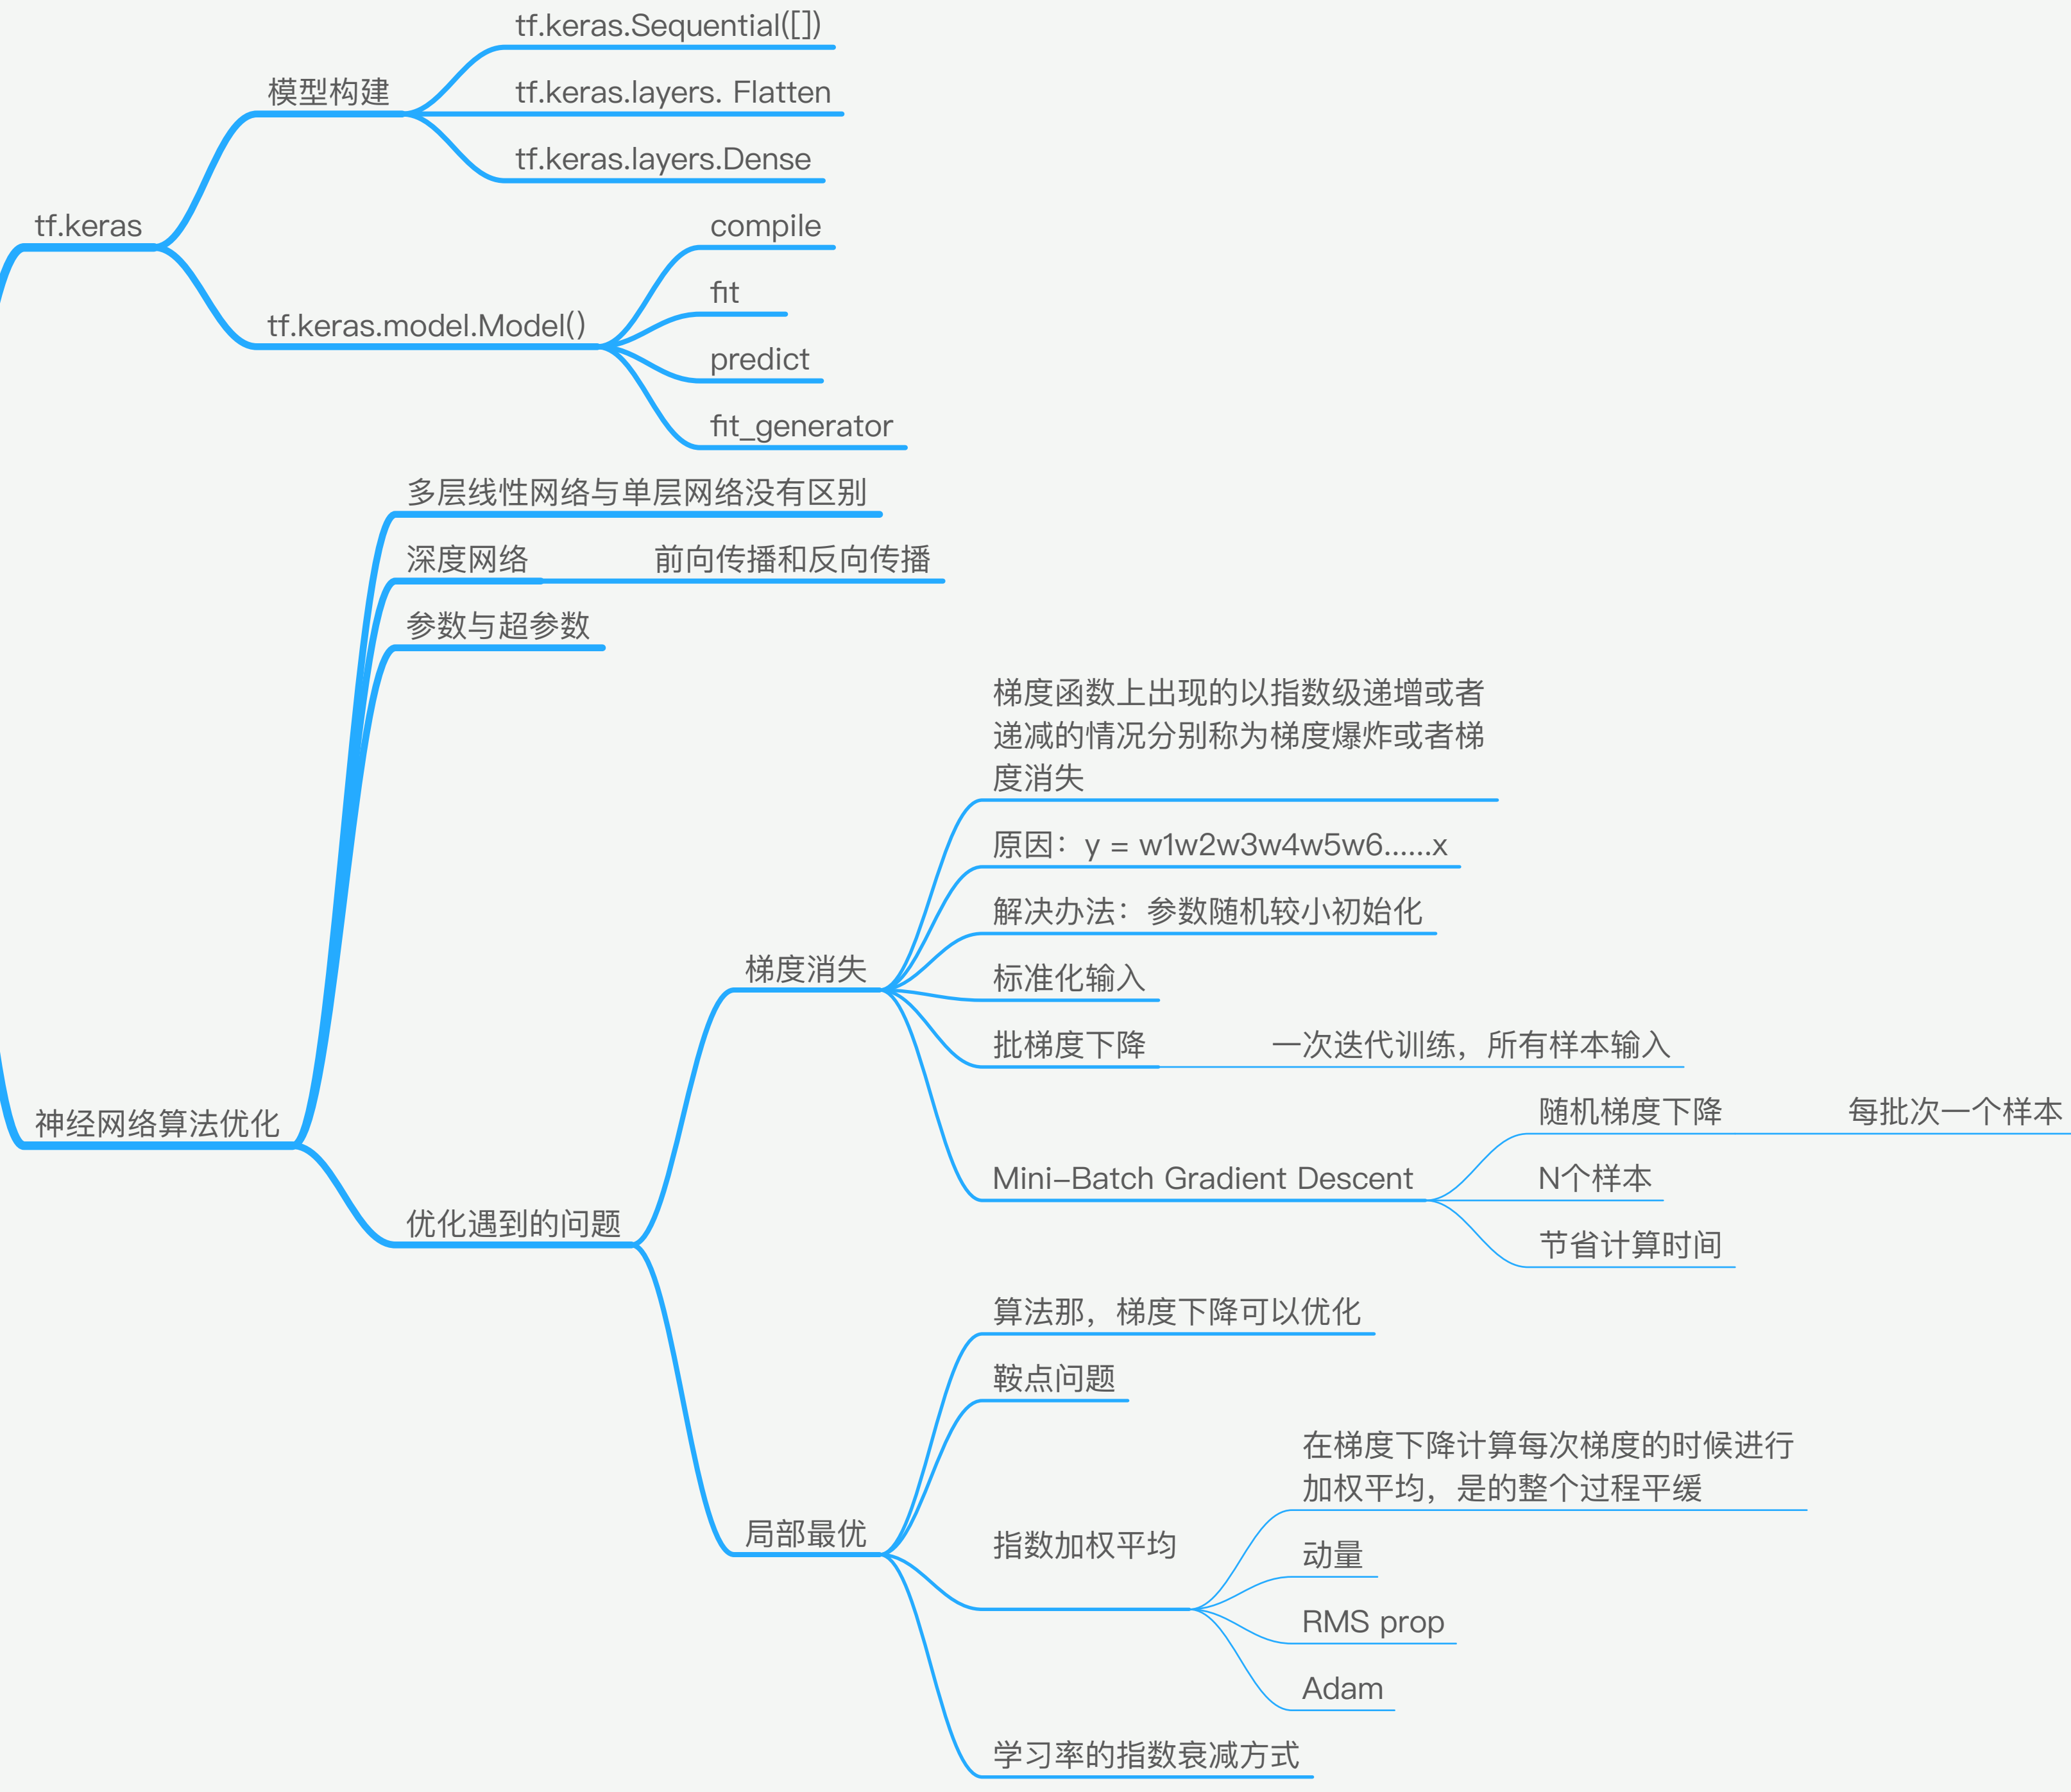 tf.keras.Sequential([])
模型构建
tf.keras.layers. Flatten
tf.keras.layers.Dense
tf.keras
compile
fit
tf.keras.model.Model()
predict
fit_generator
多层线性网络与单层网络没有区别
深度网络
前向传播和反向传播
参数与超参数
梯度函数上出现的以指数级递增或者
递减的情况分别称为梯度爆炸或者梯
度消失
原因：y = w1w2w3w4w5w6......x
解决办法：参数随机较小初始化
梯度消失
标准化输入
批梯度下降
一次迭代训练，所有样本输入
神经网络算法优化
随机梯度下降
每批次一个样本
Mini-Batch Gradient Descent
N个样本
优化遇到的问题
节省计算时间
算法那，梯度下降可以优化
鞍点问题
在梯度下降计算每次梯度的时候进行
加权平均，是的整个过程平缓
局部最优
指数加权平均
动量
RMS prop
Adam
学习率的指数衰减方式